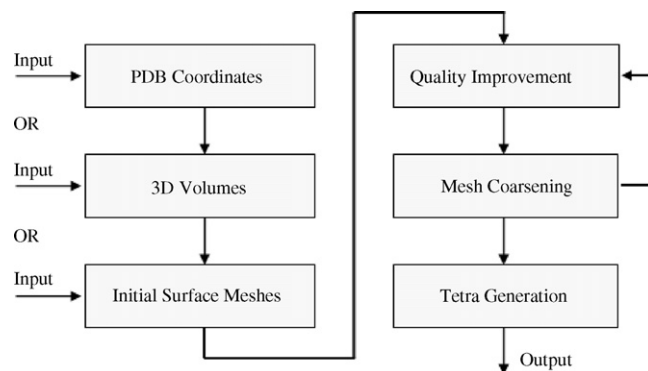 Input
PDB Coordinates
OR
Input
3D Volumes
OR
Input
Initial Surface Meshes
Quality Improvement
Mesh Coarsening
Tetra Generation
Output